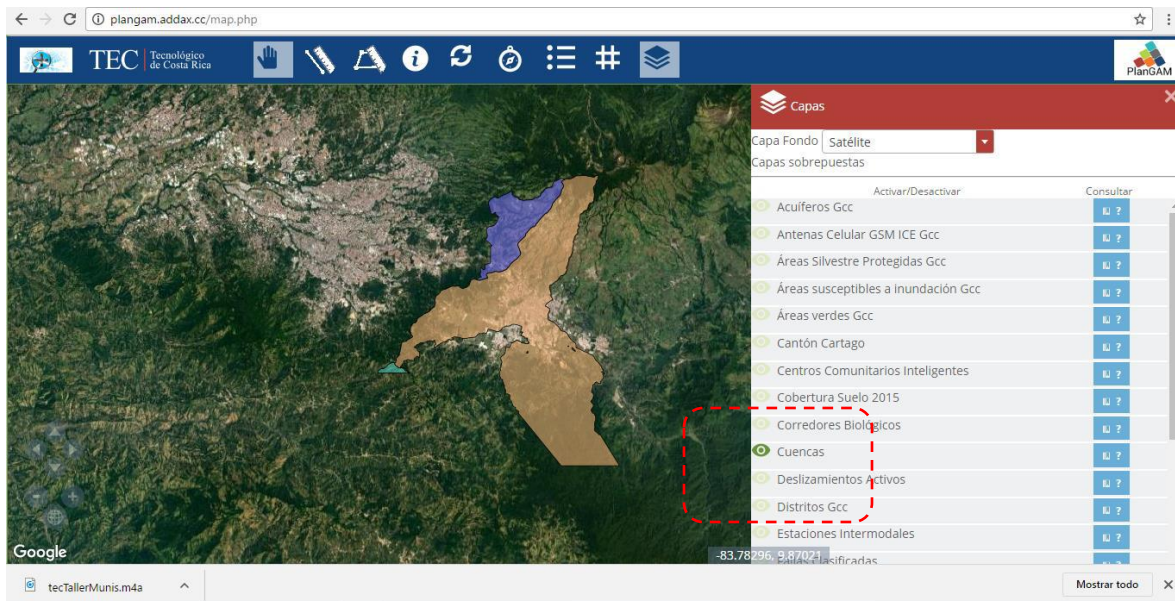 plangam.addax.cc/map.php
TEC Tecnológico
de Costa Rica
PlanGAM
Capas
Capa Fondo Satélite
Capas sobrepuestas
Activar/Desactivar Consultar
Acuíferos Gcc ?
Antenas Celular GSM ICE Gcc ?
Áreas Silvestre Protegidas Gcc ?
Áreas susceptibles a inundación Gcc ?
Áreas verdes Gcc ?
Cantón Cartago ?
Centros Comunitarios Inteligentes ?
Cobertura Suelo 2015 ?
Corredores Biológicos ?
Cuencas ?
Deslizamientos Activos ?
Distritos Gcc ?
Estaciones Intermodales ?
Fallas Clasificadas
Google
-83.78296, 9.87021
tecTallerMunis.m4a
Mostrar todo